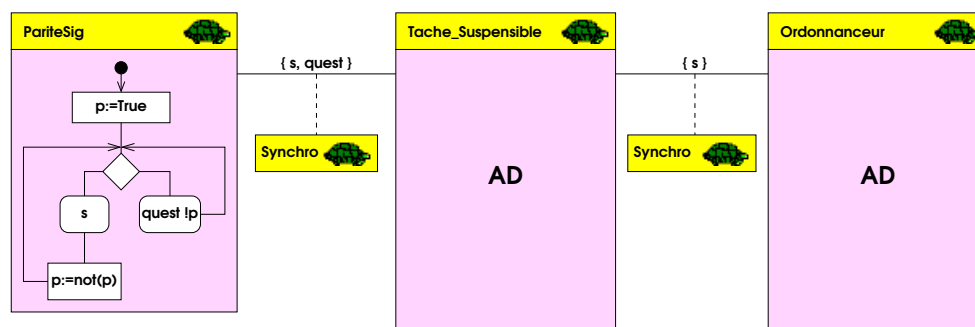 PariteSig
Tache_Suspensible
Ordonnanceur
{ s, quest }
{ s }
p:=True
Synchro
Synchro
AD
AD
s
quest !p
p:=not(p)